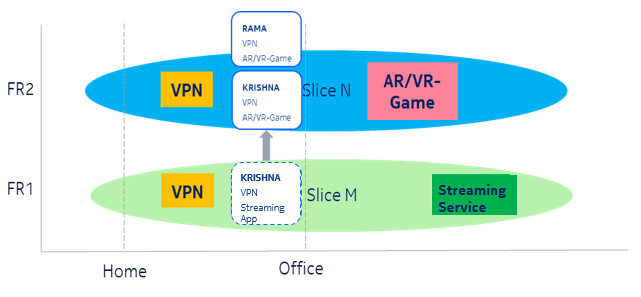 RAMA
VPN
AR/VR-Game
FR2
VPN
KRISHNA
VPN
AR/VR-Game
Slice N
AR/VR-
Game
FR1
VPN
KRISHNA
VPN
Streaming
App
Slice M
Streaming
Service
Home
Office